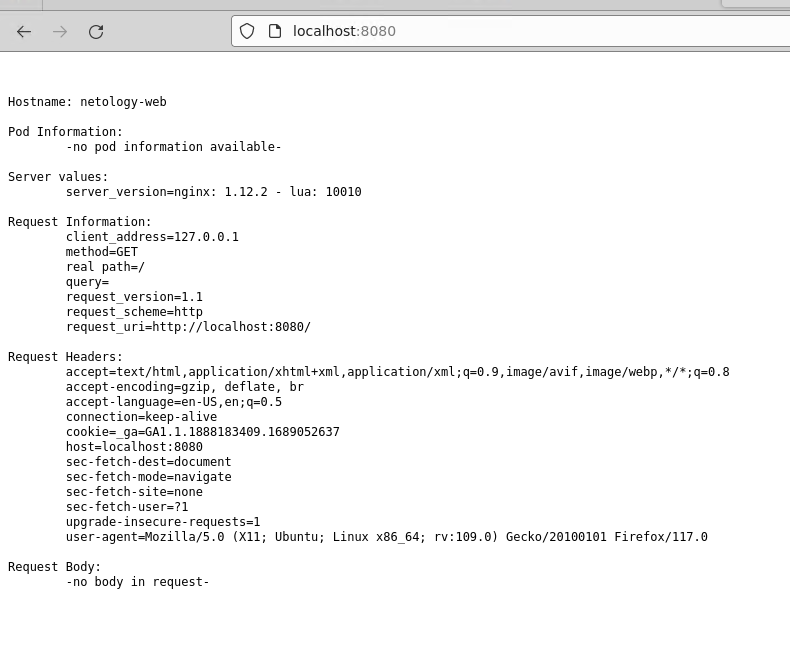 localhost:8080
Hostname: netology-web
Pod Information:
-no pod information available-
Server values:
server_version=nginx: 1.12.2 - lua: 10010
Request Information:
client_address=127.0.0.1
method=GET
real path=/
query=
request_version=1.1
request_scheme=http
request_uri=http://localhost:8080/
Request Headers:
accept=text/html,application/xhtml+xml,application/xml;q=0.9,image/avif,image/webp,*/*;q=0.8
accept-encoding=gzip, deflate, br
accept-language=en-US,en;q=0.5
connection=keep-alive
cookie=_ga=GA1.1.1888183409.1689052637
host=localhost:8080
sec-fetch-dest=document
sec-fetch-mode=navigate
sec-fetch-site=none
sec-fetch-user=?1
upgrade-insecure-requests=1
user-agent=Mozilla/5.0 (X11; Ubuntu; Linux x86_64; rv:109.0) Gecko/20100101 Firefox/117.0
Request Body:
-no body in request-